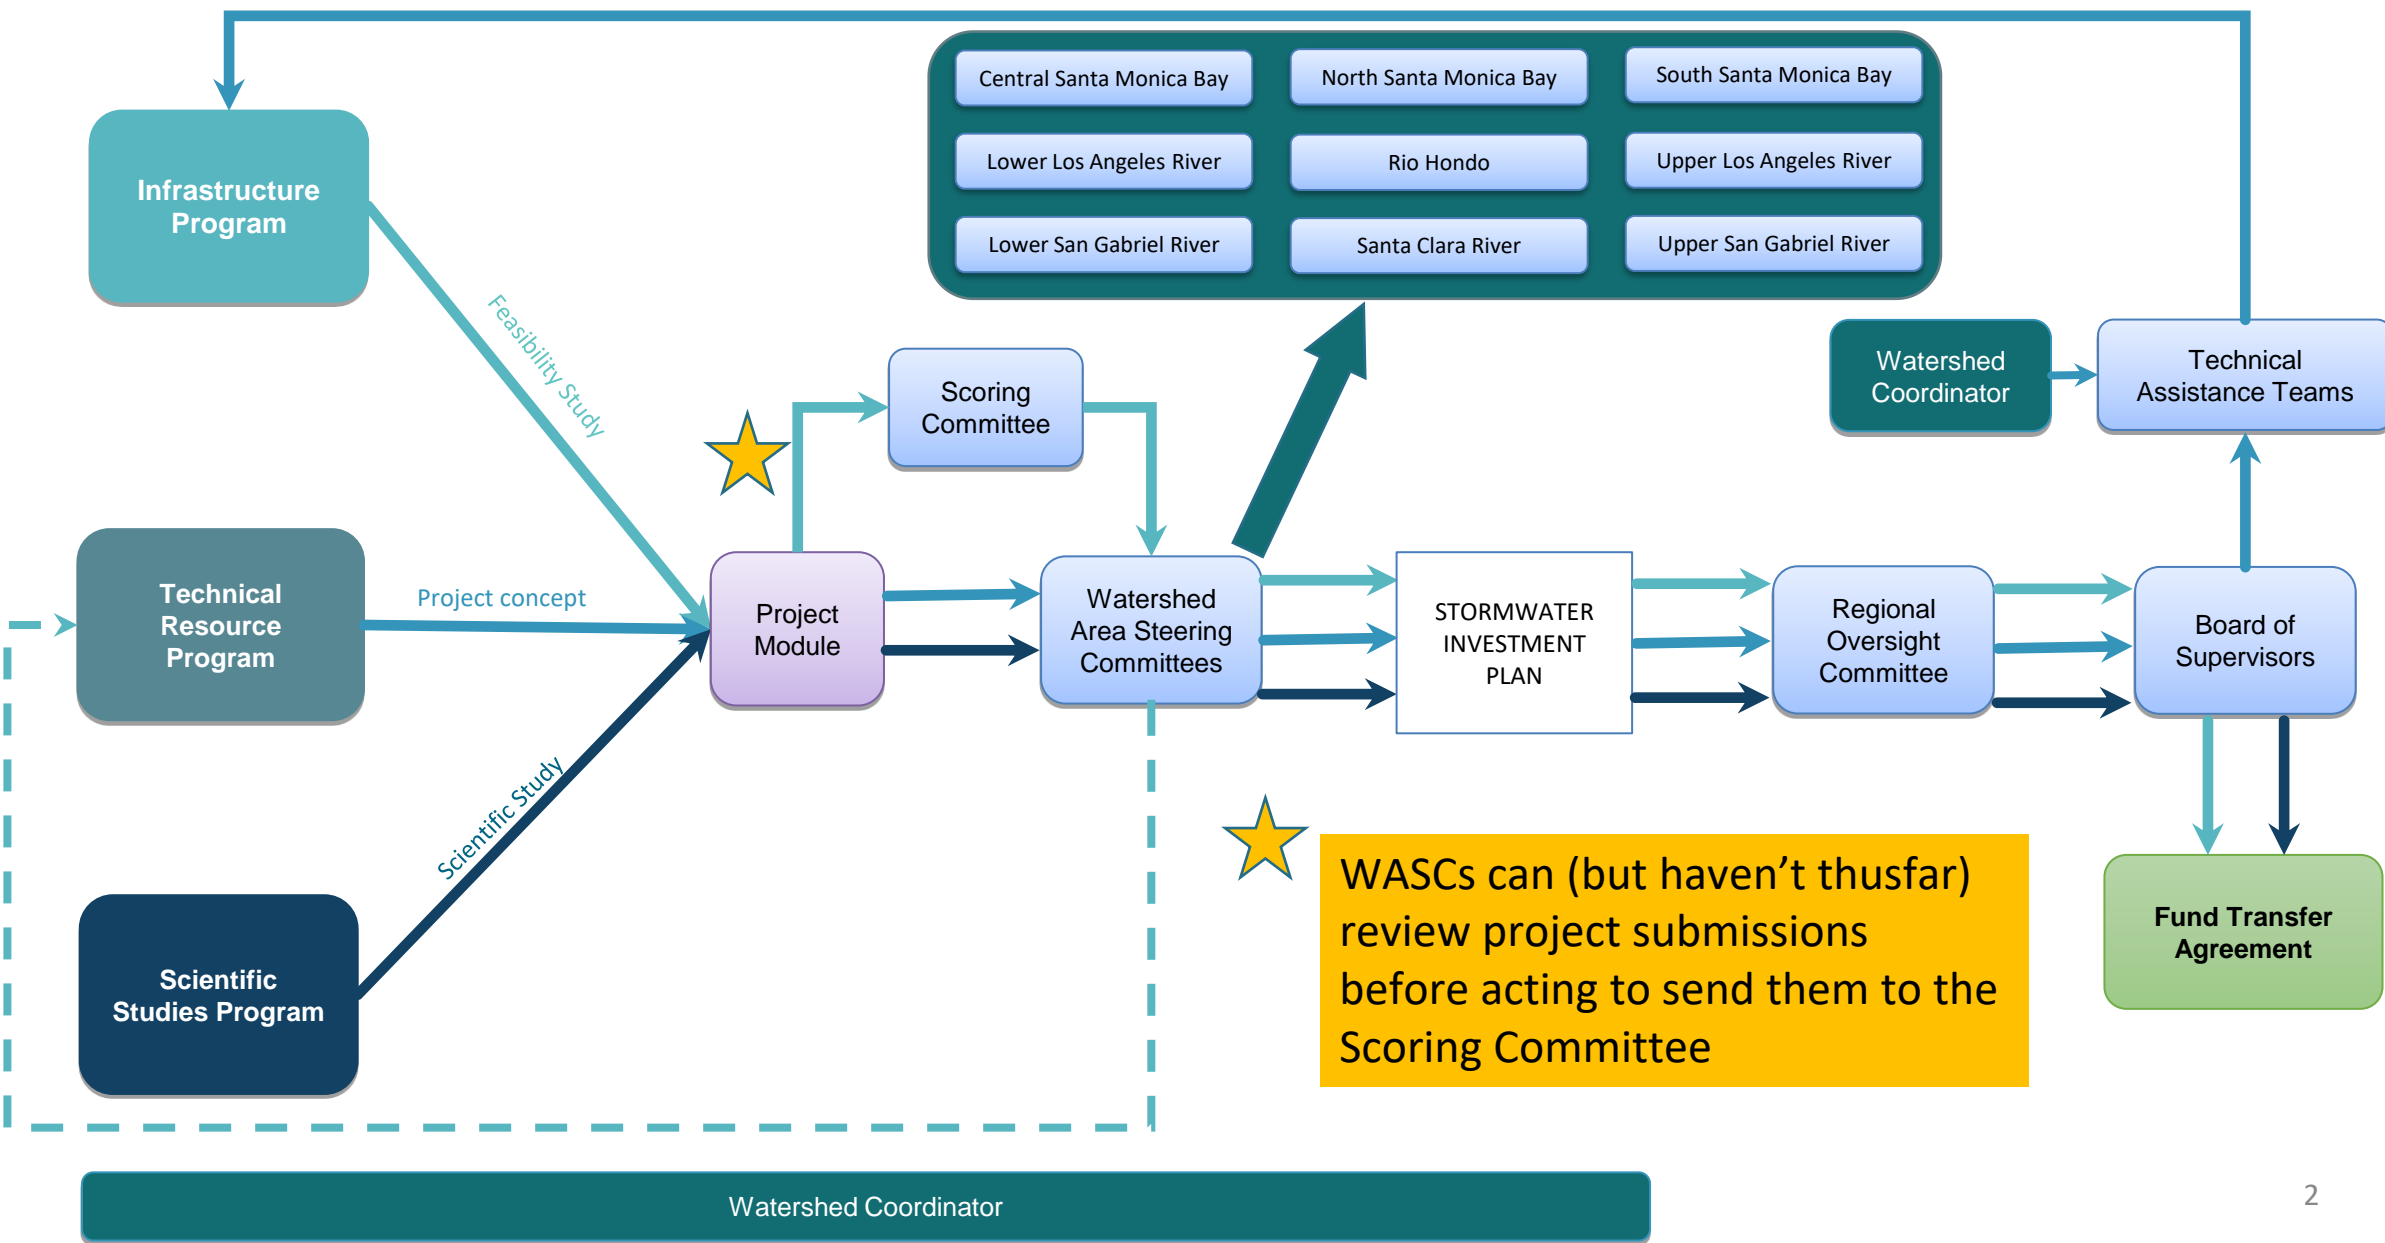 Central Santa Monica Bay
North Santa Monica Bay
South Santa Monica Bay
Lower Los Angeles River
Rio Hondo
Upper Los Angeles River
Lower San Gabriel River
Santa Clara River
Upper San Gabriel River
Infrastructure
Program
Feasibility Study
Scoring
Committee
Watershed
Coordinator
Technical
Assistance Teams
Technical
Resource
Program
Project concept
Project
Module
Watershed
Area Steering
Committees
STORMWATER
INVESTMENT
PLAN
Regional
Oversight
Committee
Board of
Supervisors
Scientific Study
Scientific
Studies Program
WASCs can (but haven’t thusfar)
review project submissions
before acting to send them to the
Scoring Committee
Fund Transfer
Agreement
Watershed Coordinator
2